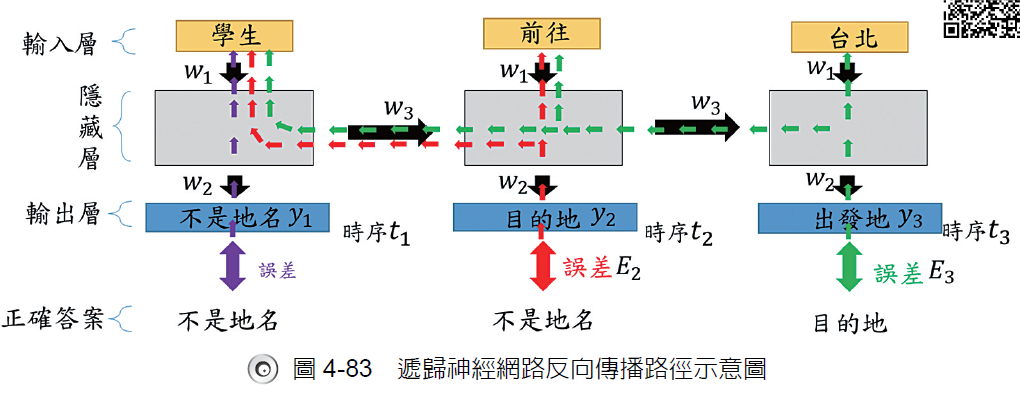 輸入層 學生 前往 台北
w₁ w₁ w₁
隱藏層 w₃ w₃
w₂ w₂ w₂
輸出層 不是地名 y₁ 目的地 y₂ 出發地 y₃
時序t₁ 時序t₂ 時序t₃
誤差 誤差E₂ 誤差E₃
正確答案 不是地名 不是地名 目的地
圖 4-83 遞歸神經網路反向傳播路徑示意圖